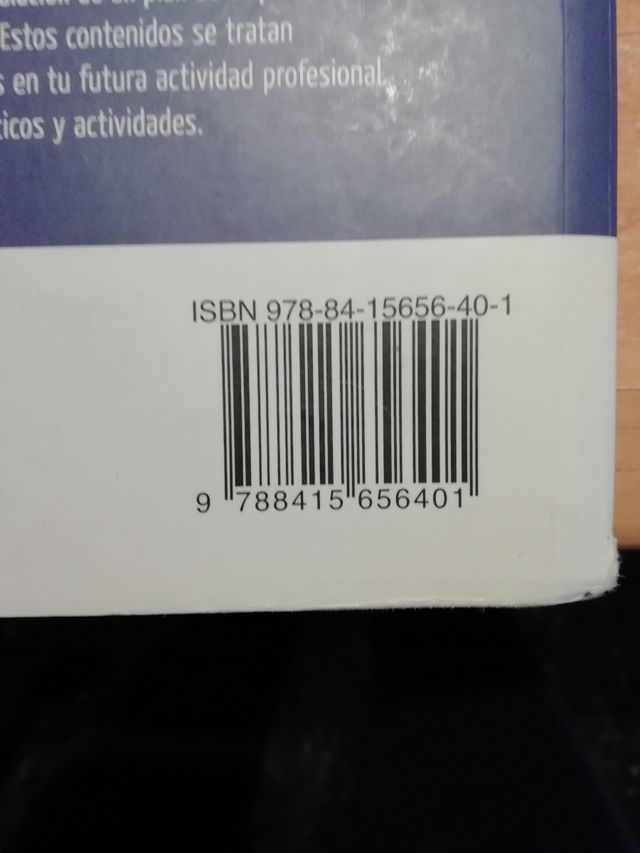 Estos contenidos se tratan
s en tu futura actividad profesional.
ticos y actividades.
ISBN 978-84-15656-40-1
9 788415 656401